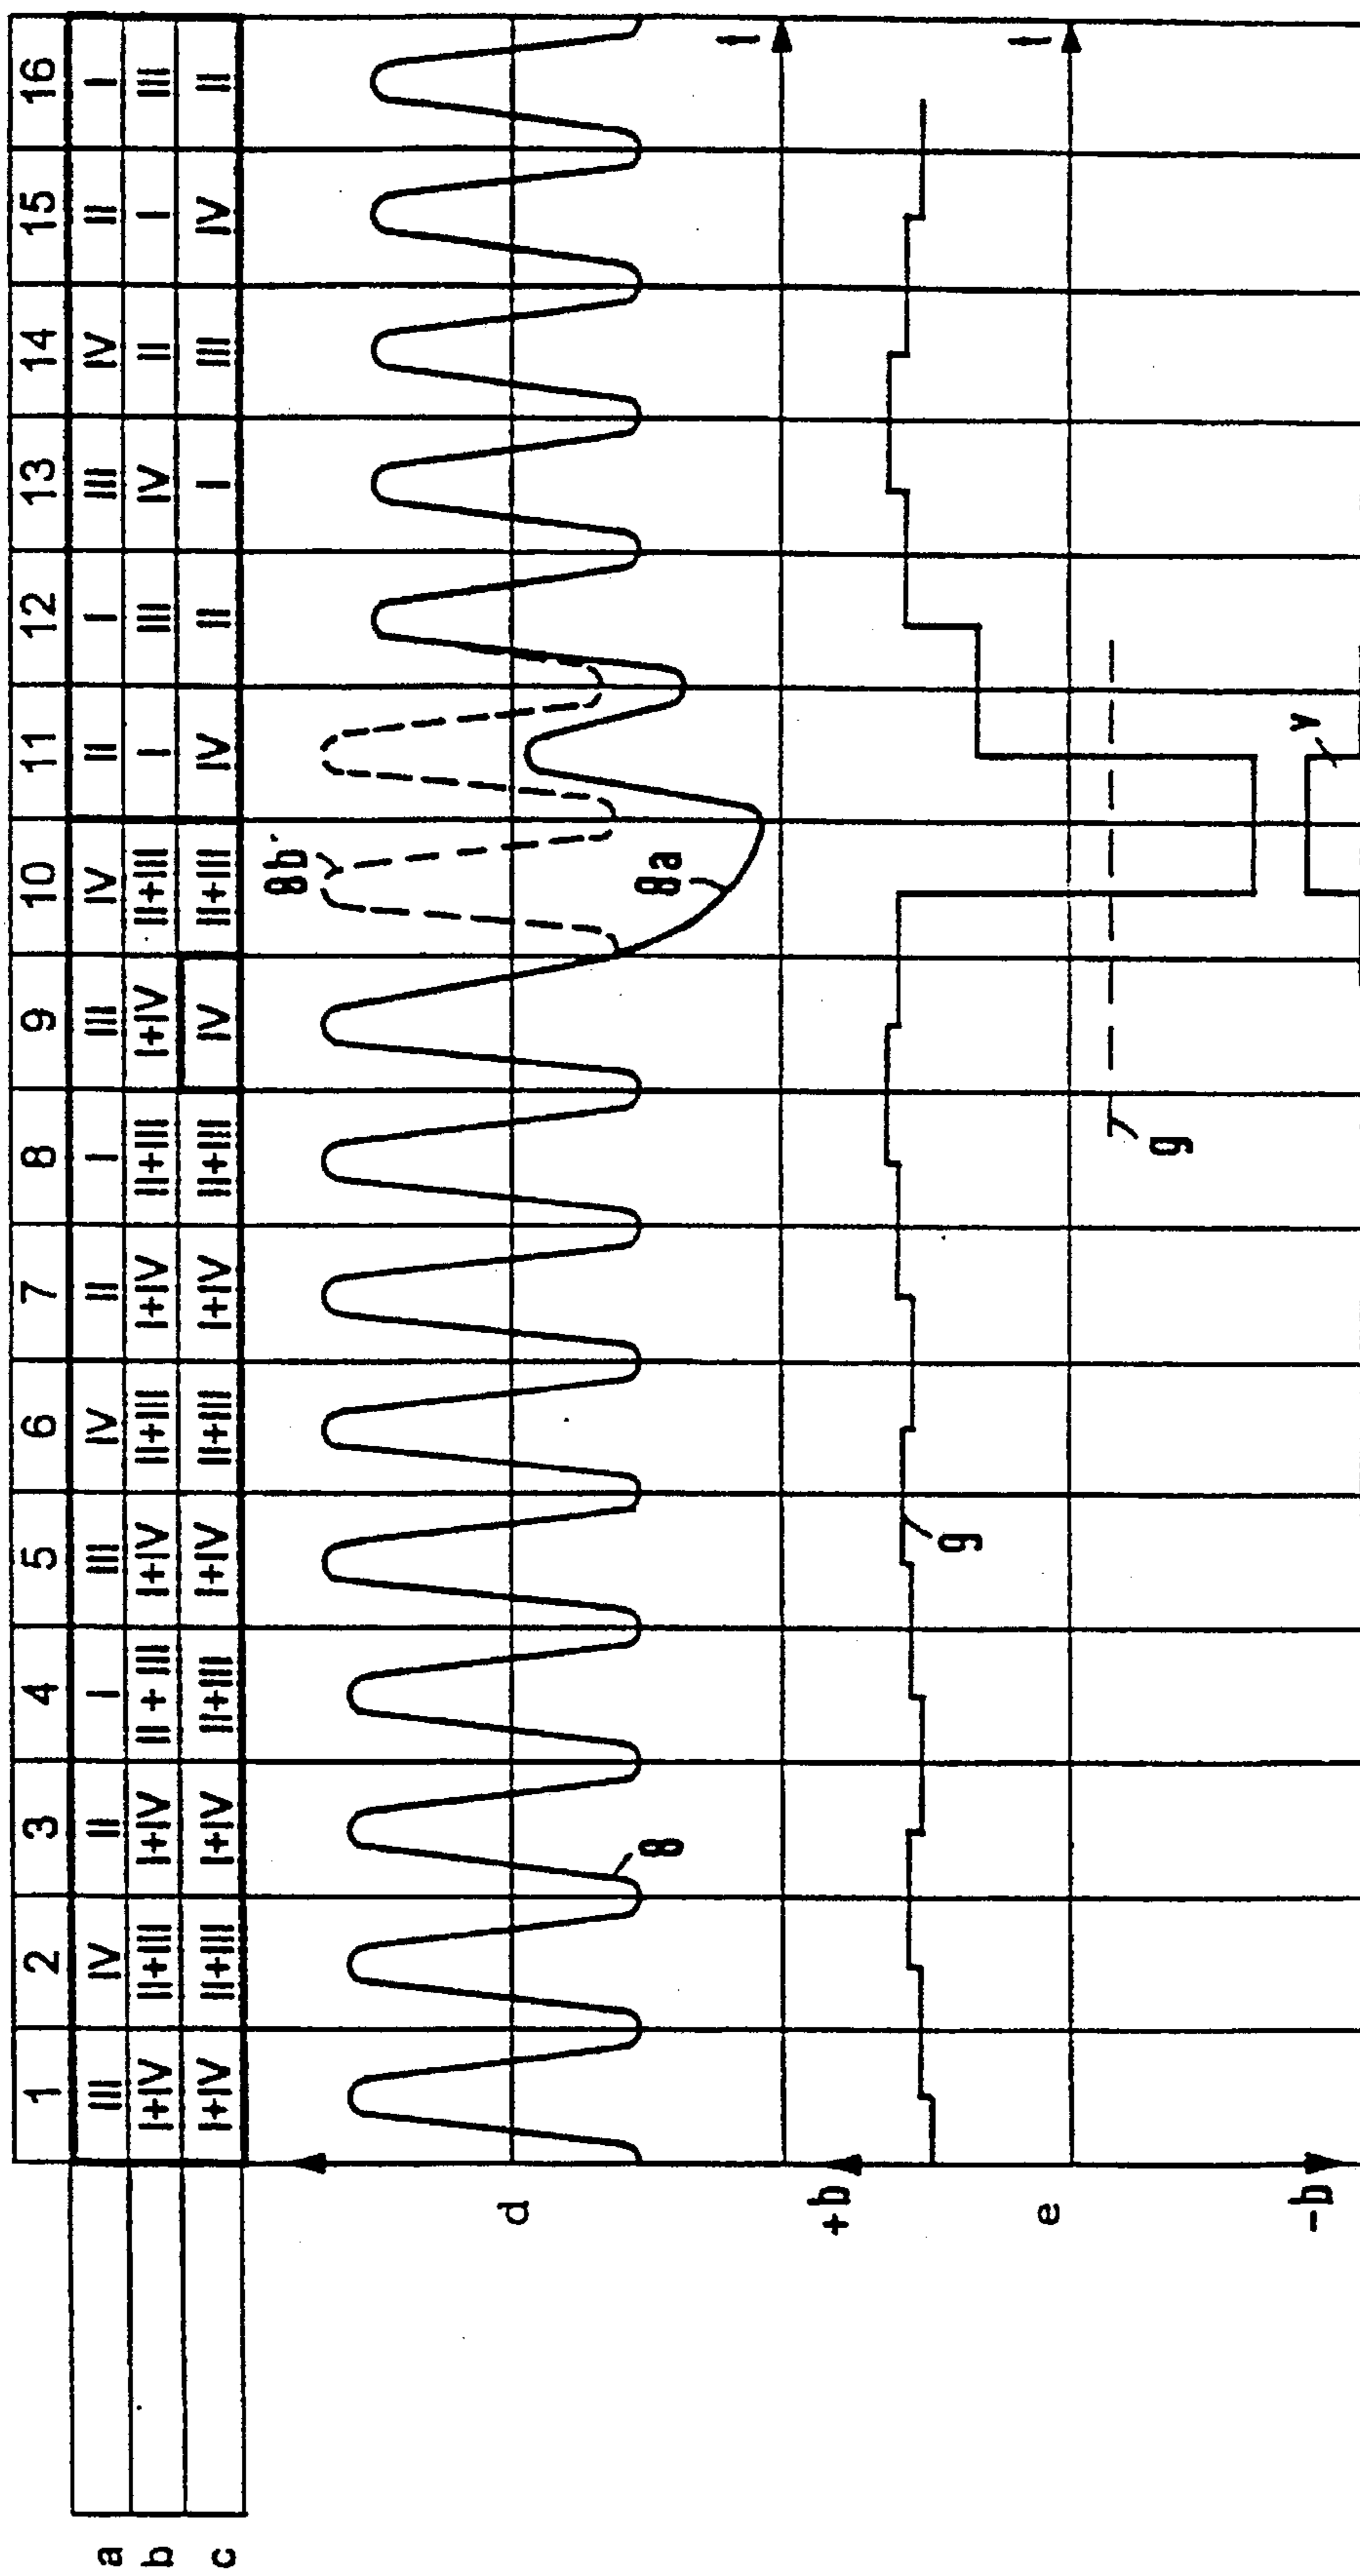 1 2 3 4 5 6 7 8 9 10 11 12 13 14 15 16
a III IV II I III IV II I III IV II I III IV II I
b I+IV II+III I+IV II + III I+IV II+III I+IV II+III I+IV II+III I III IV II I III
c I+IV II+III I+IV II+III I+IV II+III I+IV II+III IV II+III IV II I III IV II
d
8
8b'
8a
t
+b
e
g
g
t
-b
v